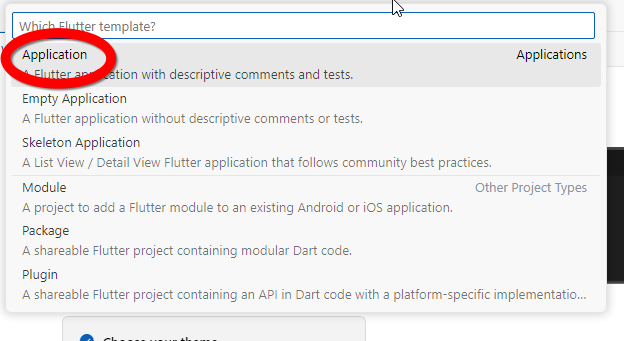 Which Flutter template?
Application Applications
A Flutter application with descriptive comments and tests.
Empty Application
A Flutter application without descriptive comments or tests.
Skeleton Application
A List View / Detail View Flutter application that follows community best practices.
Module Other Project Types
A project to add a Flutter module to an existing Android or iOS application.
Package
A shareable Flutter project containing modular Dart code.
Plugin
A shareable Flutter project containing an API in Dart code with a platform-specific implementatio...
Choose your theme